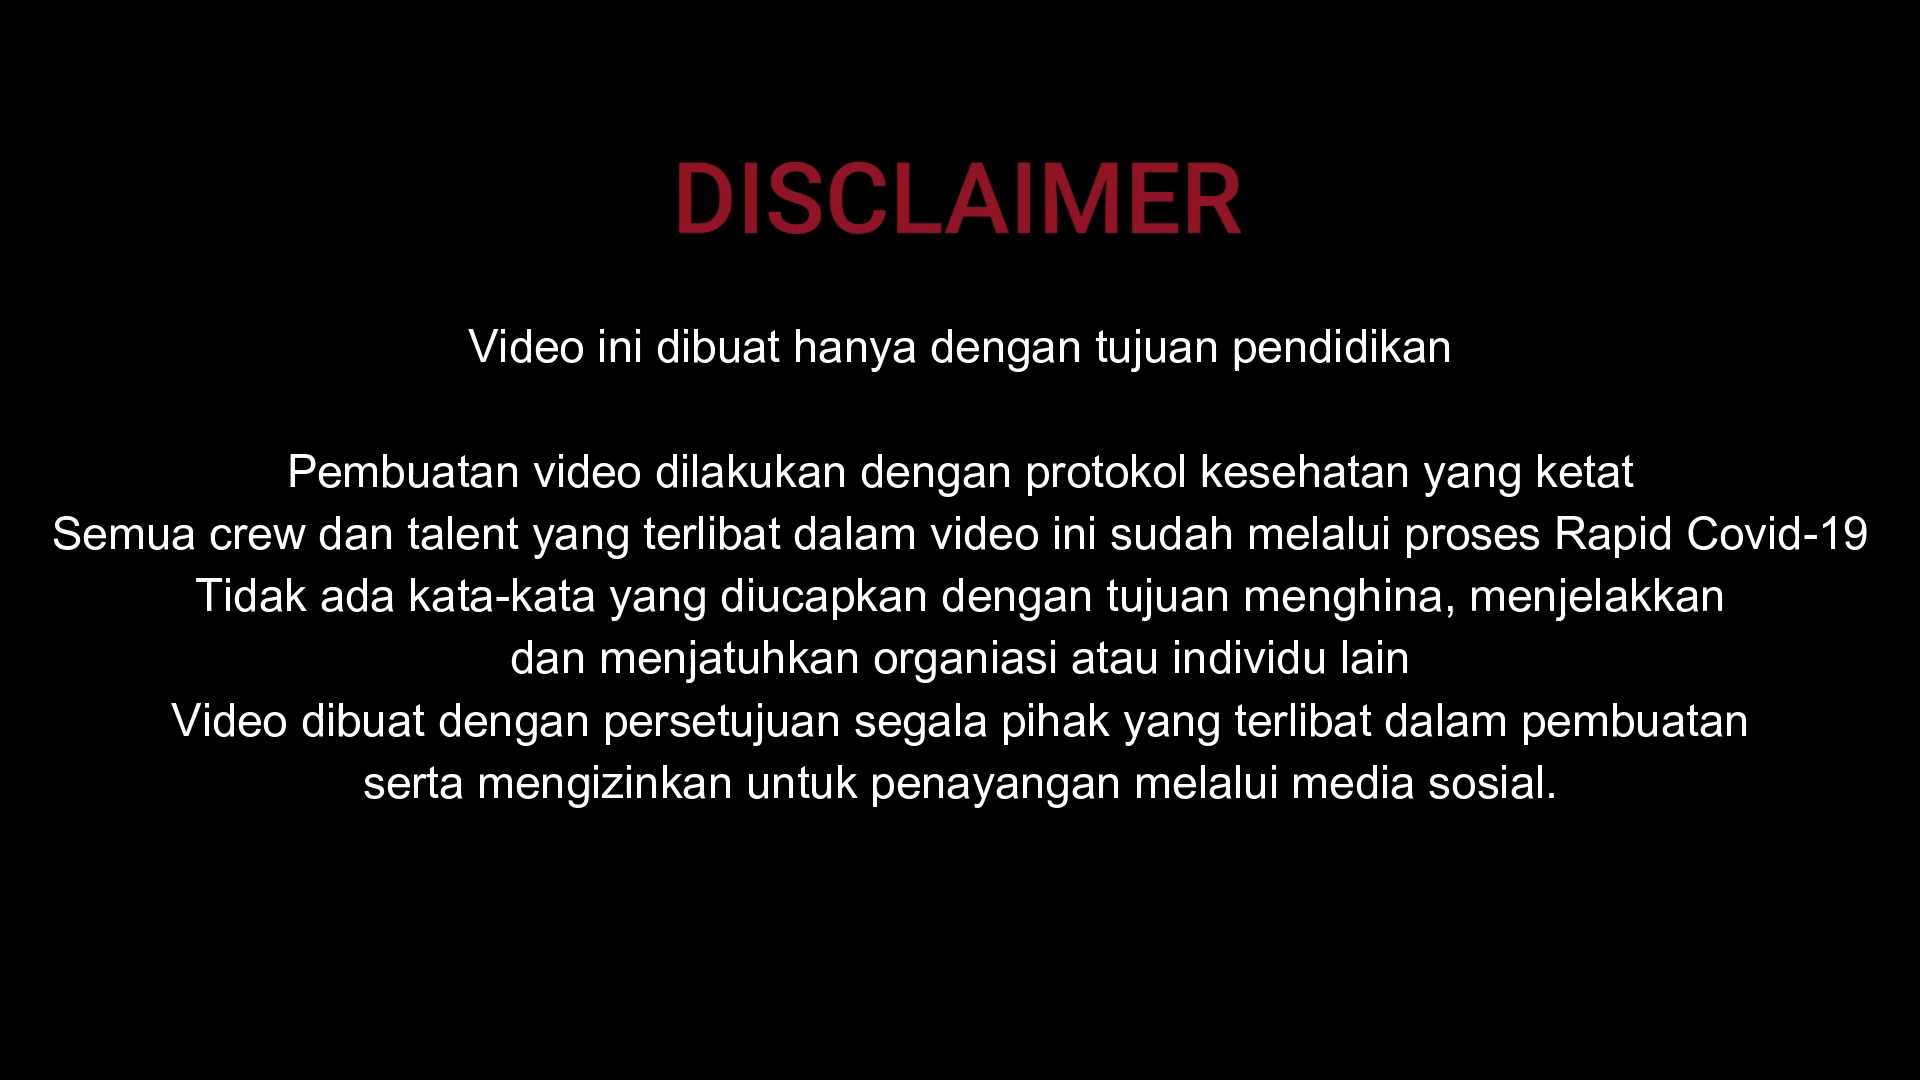 DISCLAIMER
Video ini dibuat hanya dengan tujuan pendidikan
Pembuatan video dilakukan dengan protokol kesehatan yang ketat
Semua crew dan talent yang terlibat dalam video ini sudah melalui proses Rapid Covid-19
Tidak ada kata-kata yang diucapkan dengan tujuan menghina, menjelakkan
dan menjatuhkan organiasi atau individu lain
Video dibuat dengan persetujuan segala pihak yang terlibat dalam pembuatan
serta mengizinkan untuk penayangan melalui media sosial.